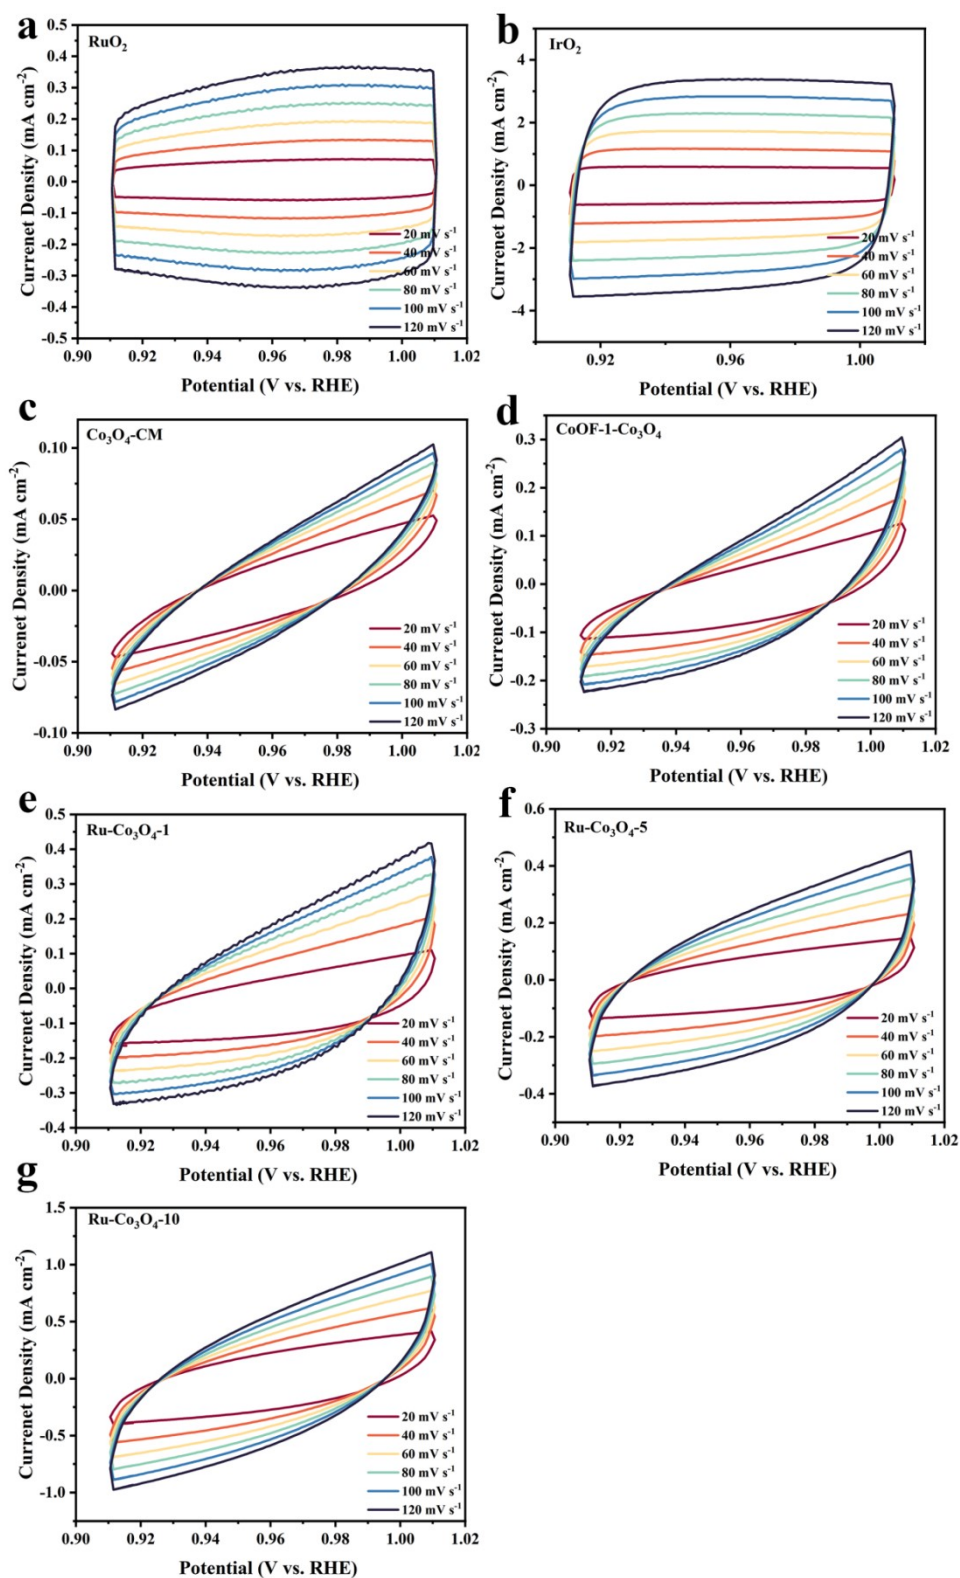 a
RuO2
Currenet Density (mA cm-2)
0.5
0.4
0.3
0.2
0.1
0.0
-0.1
-0.2
-0.3
-0.4
-0.5
20 mV s-1
40 mV s-1
60 mV s-1
80 mV s-1
100 mV s-1
120 mV s-1
0.90 0.92 0.94 0.96 0.98 1.00 1.02
Potential (V vs. RHE)
b
IrO2
Currenet Density (mA cm-2)
4
2
0
-2
-4
20 mV s-1
40 mV s-1
60 mV s-1
80 mV s-1
100 mV s-1
120 mV s-1
0.92 0.96 1.00
Potential (V vs. RHE)
c
Co3O4-CM
Currenet Density (mA cm-2)
0.10
0.05
0.00
-0.05
-0.10
20 mV s-1
40 mV s-1
60 mV s-1
80 mV s-1
100 mV s-1
120 mV s-1
0.90 0.92 0.94 0.96 0.98 1.00 1.02
Potential (V vs. RHE)
d
CoOF-1-Co3O4
Currenet Density (mA cm-2)
0.3
0.2
0.1
0.0
-0.1
-0.2
-0.3
20 mV s-1
40 mV s-1
60 mV s-1
80 mV s-1
100 mV s-1
120 mV s-1
0.90 0.92 0.94 0.96 0.98 1.00 1.02
Potential (V vs. RHE)
e
Ru-Co3O4-1
Currenet Density (mA cm-2)
0.5
0.4
0.3
0.2
0.1
0.0
-0.1
-0.2
-0.3
-0.4
20 mV s-1
40 mV s-1
60 mV s-1
80 mV s-1
100 mV s-1
120 mV s-1
0.90 0.92 0.94 0.96 0.98 1.00 1.02
Potential (V vs. RHE)
f
Ru-Co3O4-5
Currenet Density (mA cm-2)
0.6
0.4
0.2
0.0
-0.2
-0.4
20 mV s-1
40 mV s-1
60 mV s-1
80 mV s-1
100 mV s-1
120 mV s-1
0.90 0.92 0.94 0.96 0.98 1.00 1.02
Potential (V vs. RHE)
g
Ru-Co3O4-10
Currenet Density (mA cm-2)
1.5
1.0
0.5
0.0
-0.5
-1.0
20 mV s-1
40 mV s-1
60 mV s-1
80 mV s-1
100 mV s-1
120 mV s-1
0.90 0.92 0.94 0.96 0.98 1.00 1.02
Potential (V vs. RHE)